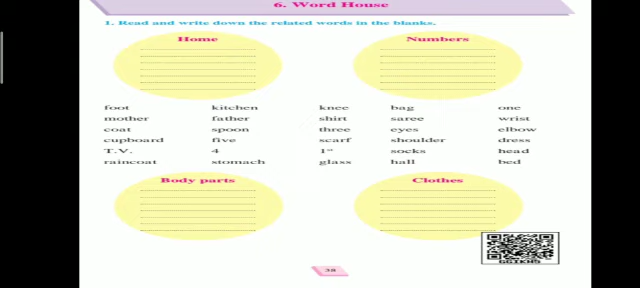 6. Word House
1. Read and write down the related words in the blanks.
Home Numbers
foot kitchen knee bag one
mother father shirt saree wrist
coat spoon three eyes elbow
cupboard five scarf shoulder dress
T.V. 4 1st socks head
raincoat stomach glass hall bed
Body parts Clothes
GGIKH9
38